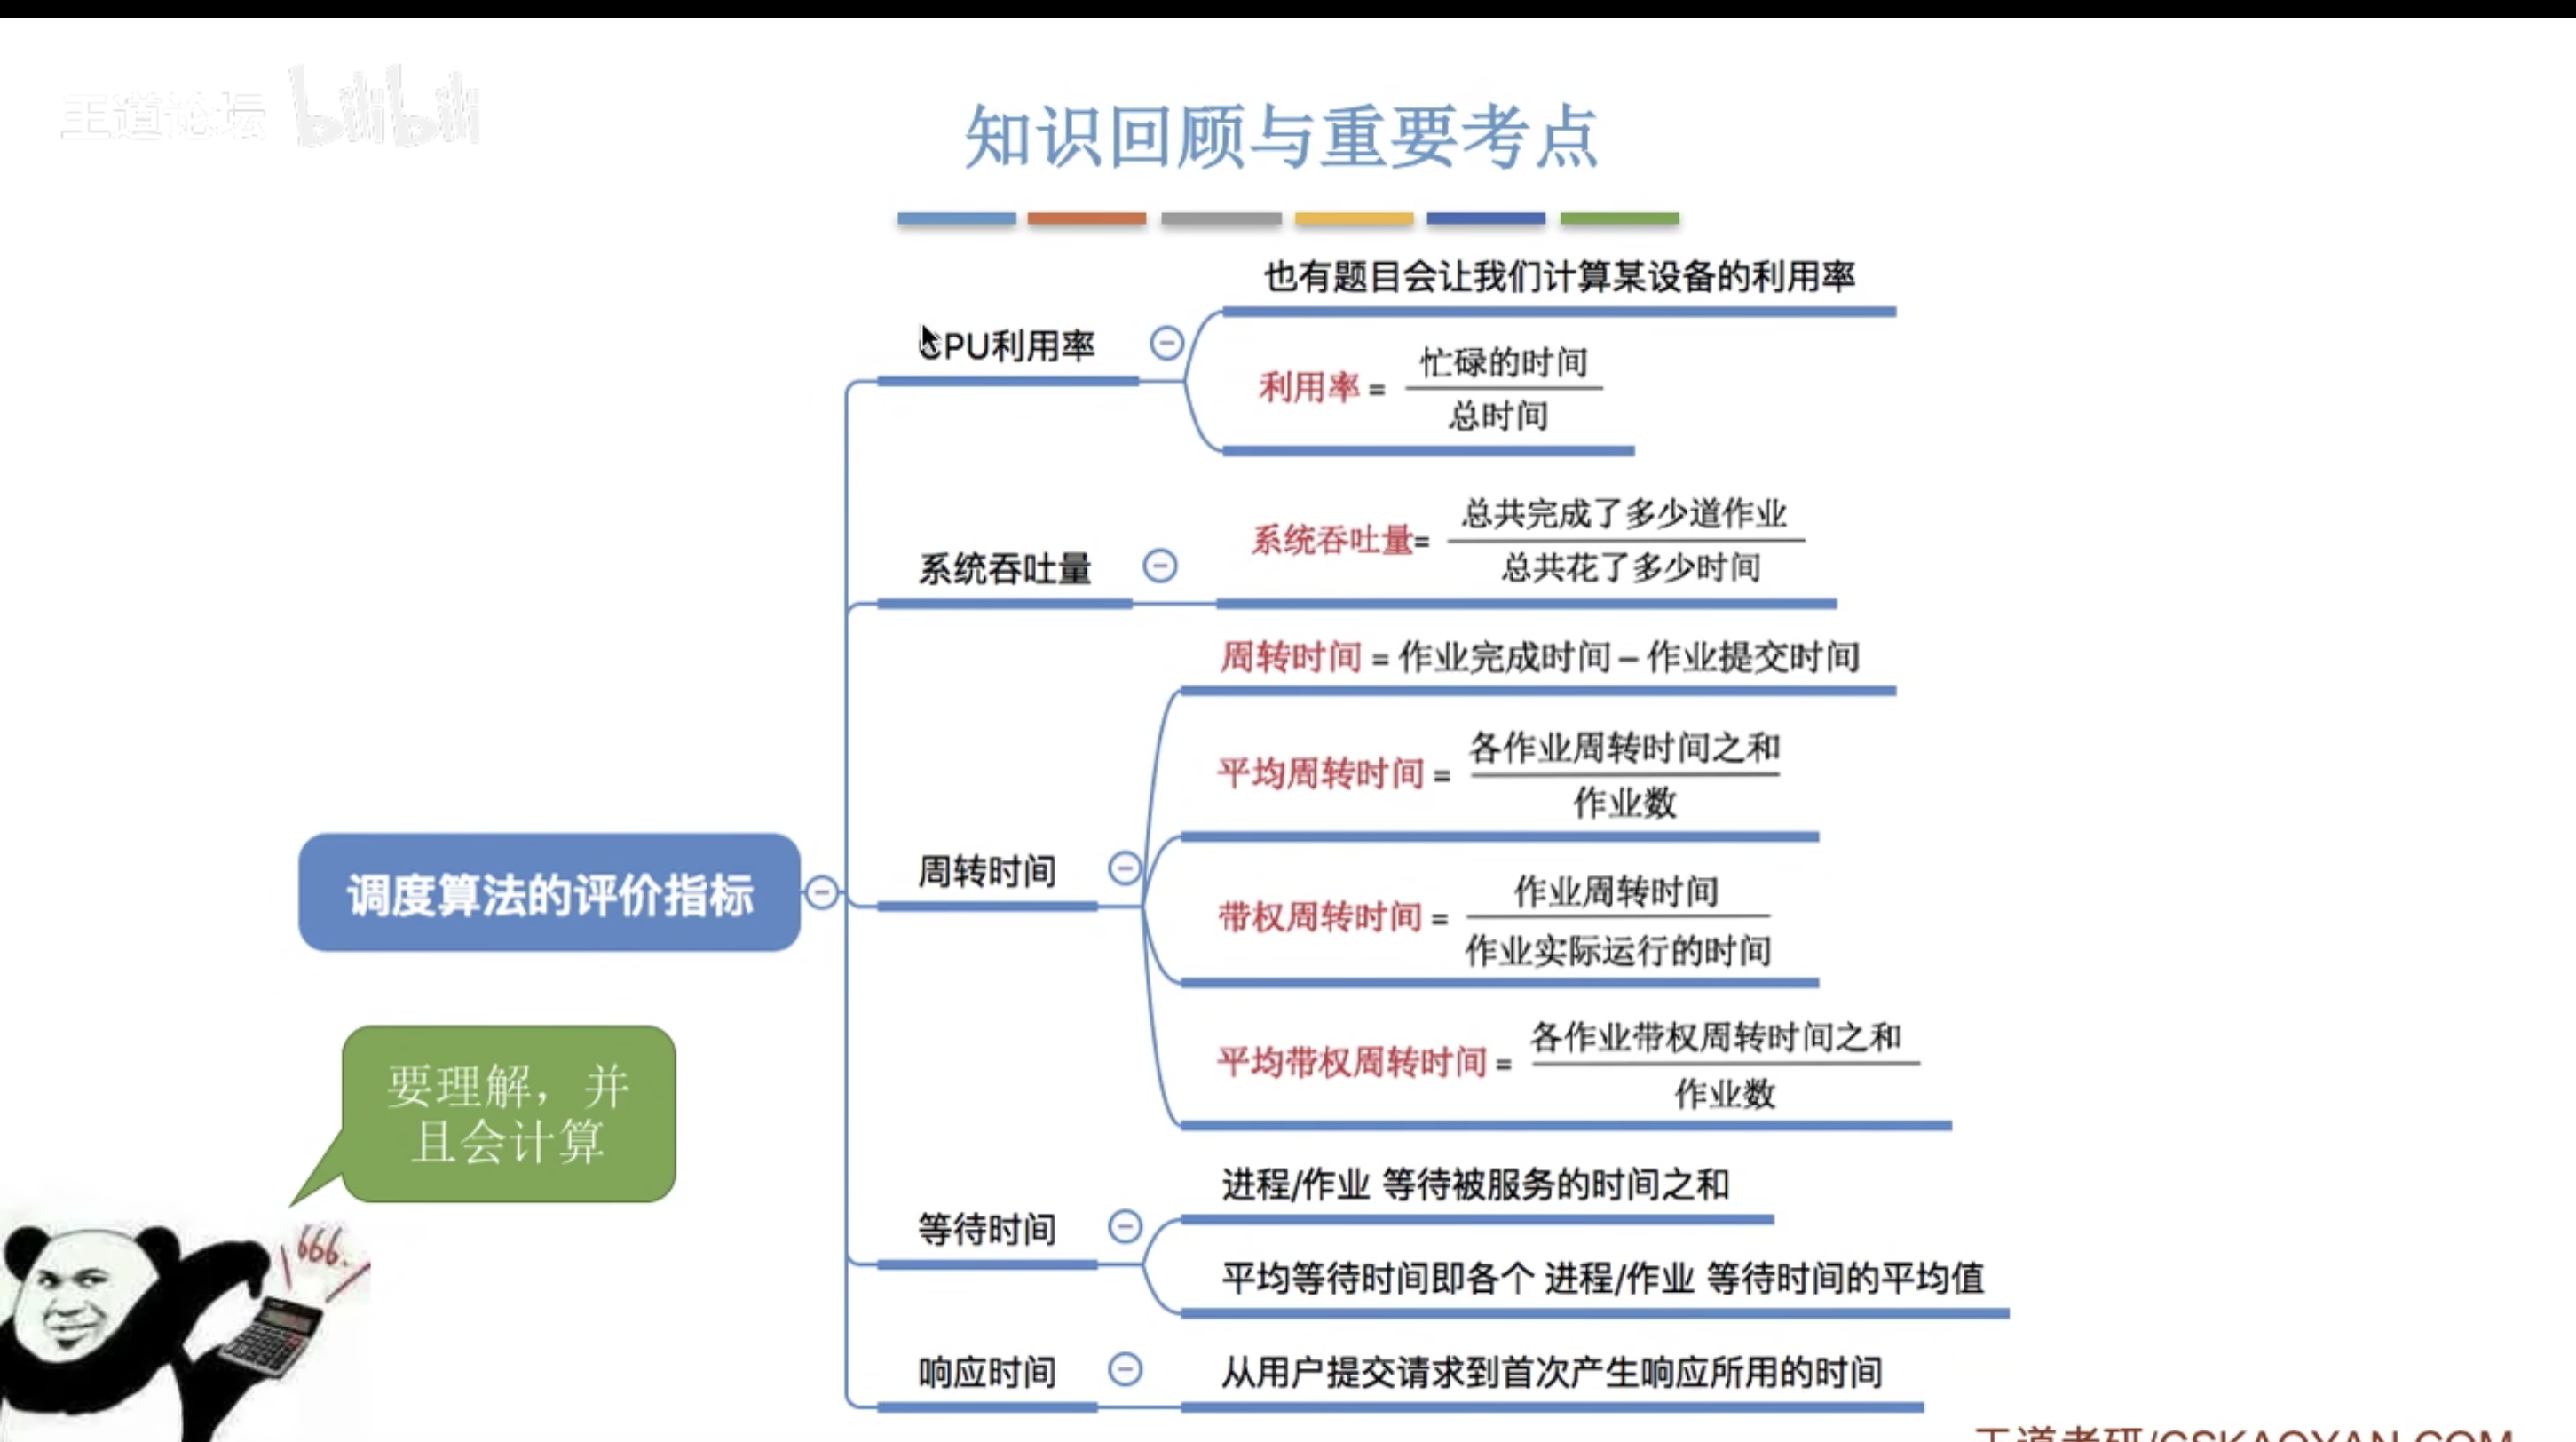 王道论坛 bilibili
知识回顾与重要考点
也有题目会让我们计算某设备的利用率
CPU利用率
利用率 = 忙碌的时间
总时间
系统吞吐量
系统吞吐量= 总共完成了多少道作业
总共花了多少时间
周转时间 = 作业完成时间 – 作业提交时间
平均周转时间 = 各作业周转时间之和
作业数
周转时间
调度算法的评价指标
带权周转时间 = 作业周转时间
作业实际运行的时间
平均带权周转时间 = 各作业带权周转时间之和
作业数
要理解，并
且会计算
进程/作业 等待被服务的时间之和
等待时间
平均等待时间即各个 进程/作业 等待时间的平均值
响应时间
从用户提交请求到首次产生响应所用的时间
666..
王道考研/CSKAOYAN.COM